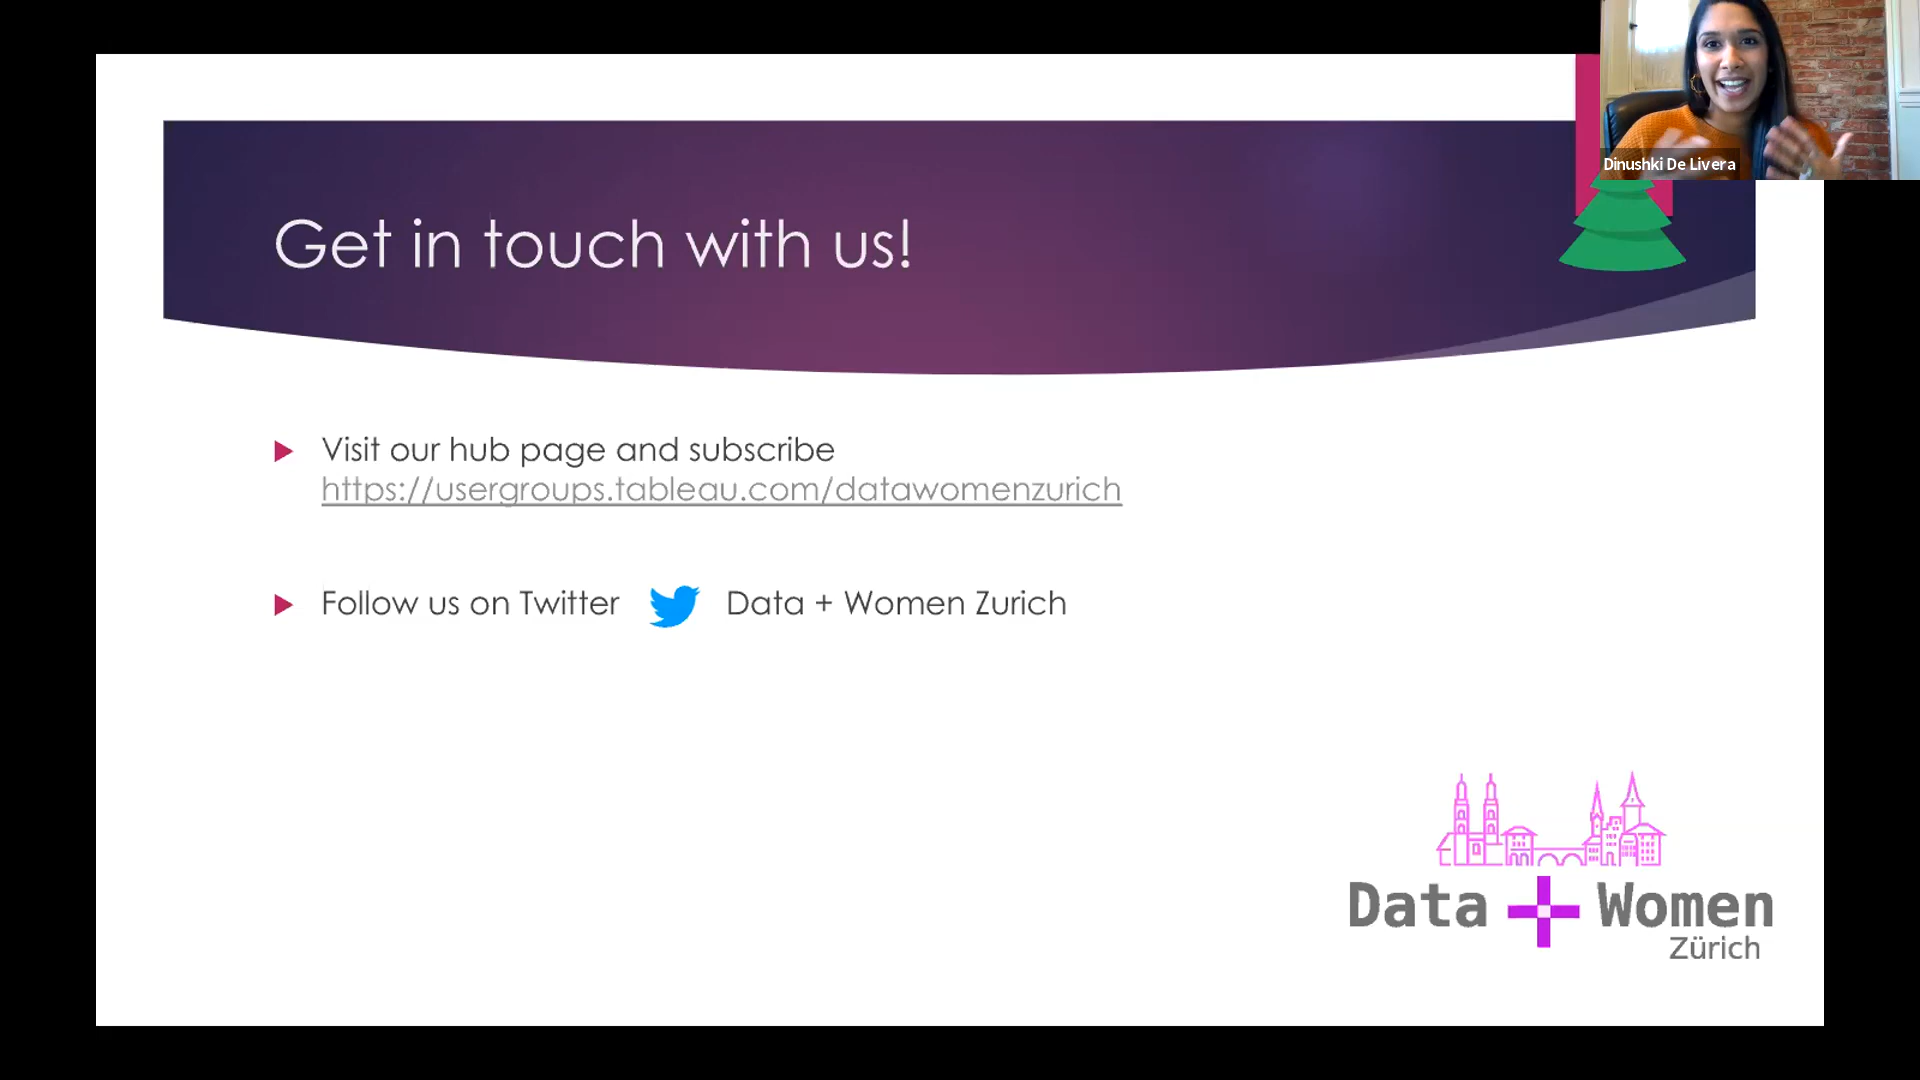 Dinushki De Livera
Get in touch with us!
Visit our hub page and subscribe
https://usergroups.tableau.com/datawomenzurich
Follow us on Twitter Data + Women Zurich
Data + Women
Zürich